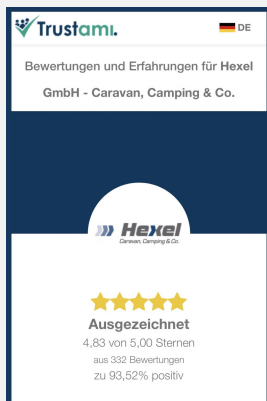 Trustami.
DE
Bewertungen und Erfahrungen für Hexel
GmbH - Caravan, Camping & Co.
Hexel
Caravan, Camping & Co.
Ausgezeichnet
4,83 von 5,00 Sternen
aus 332 Bewertungen
zu 93,52% positiv